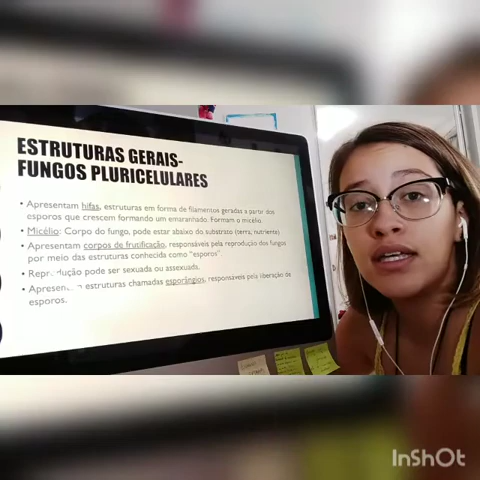 ESTRUTURAS GERAIS-
FUNGOS PLURICELULARES
• Apresentam hifas, estruturas em forma de filamentos geradas a partir dos
esporos que crescem formando um emaranhado. Formam o micélio.
• Micélio: Corpo do fungo, pode estar abaixo do substrato (terra, nutriente)
• Apresentam corpos de frutificação, responsáveis pela reprodução dos fungos
por meio das estruturas conhecida como "esporos".
• Reprodução pode ser sexuada ou assexuada.
• estruturas chamadas esporângios, responsáveis pela liberação de
esporos.
InShOt